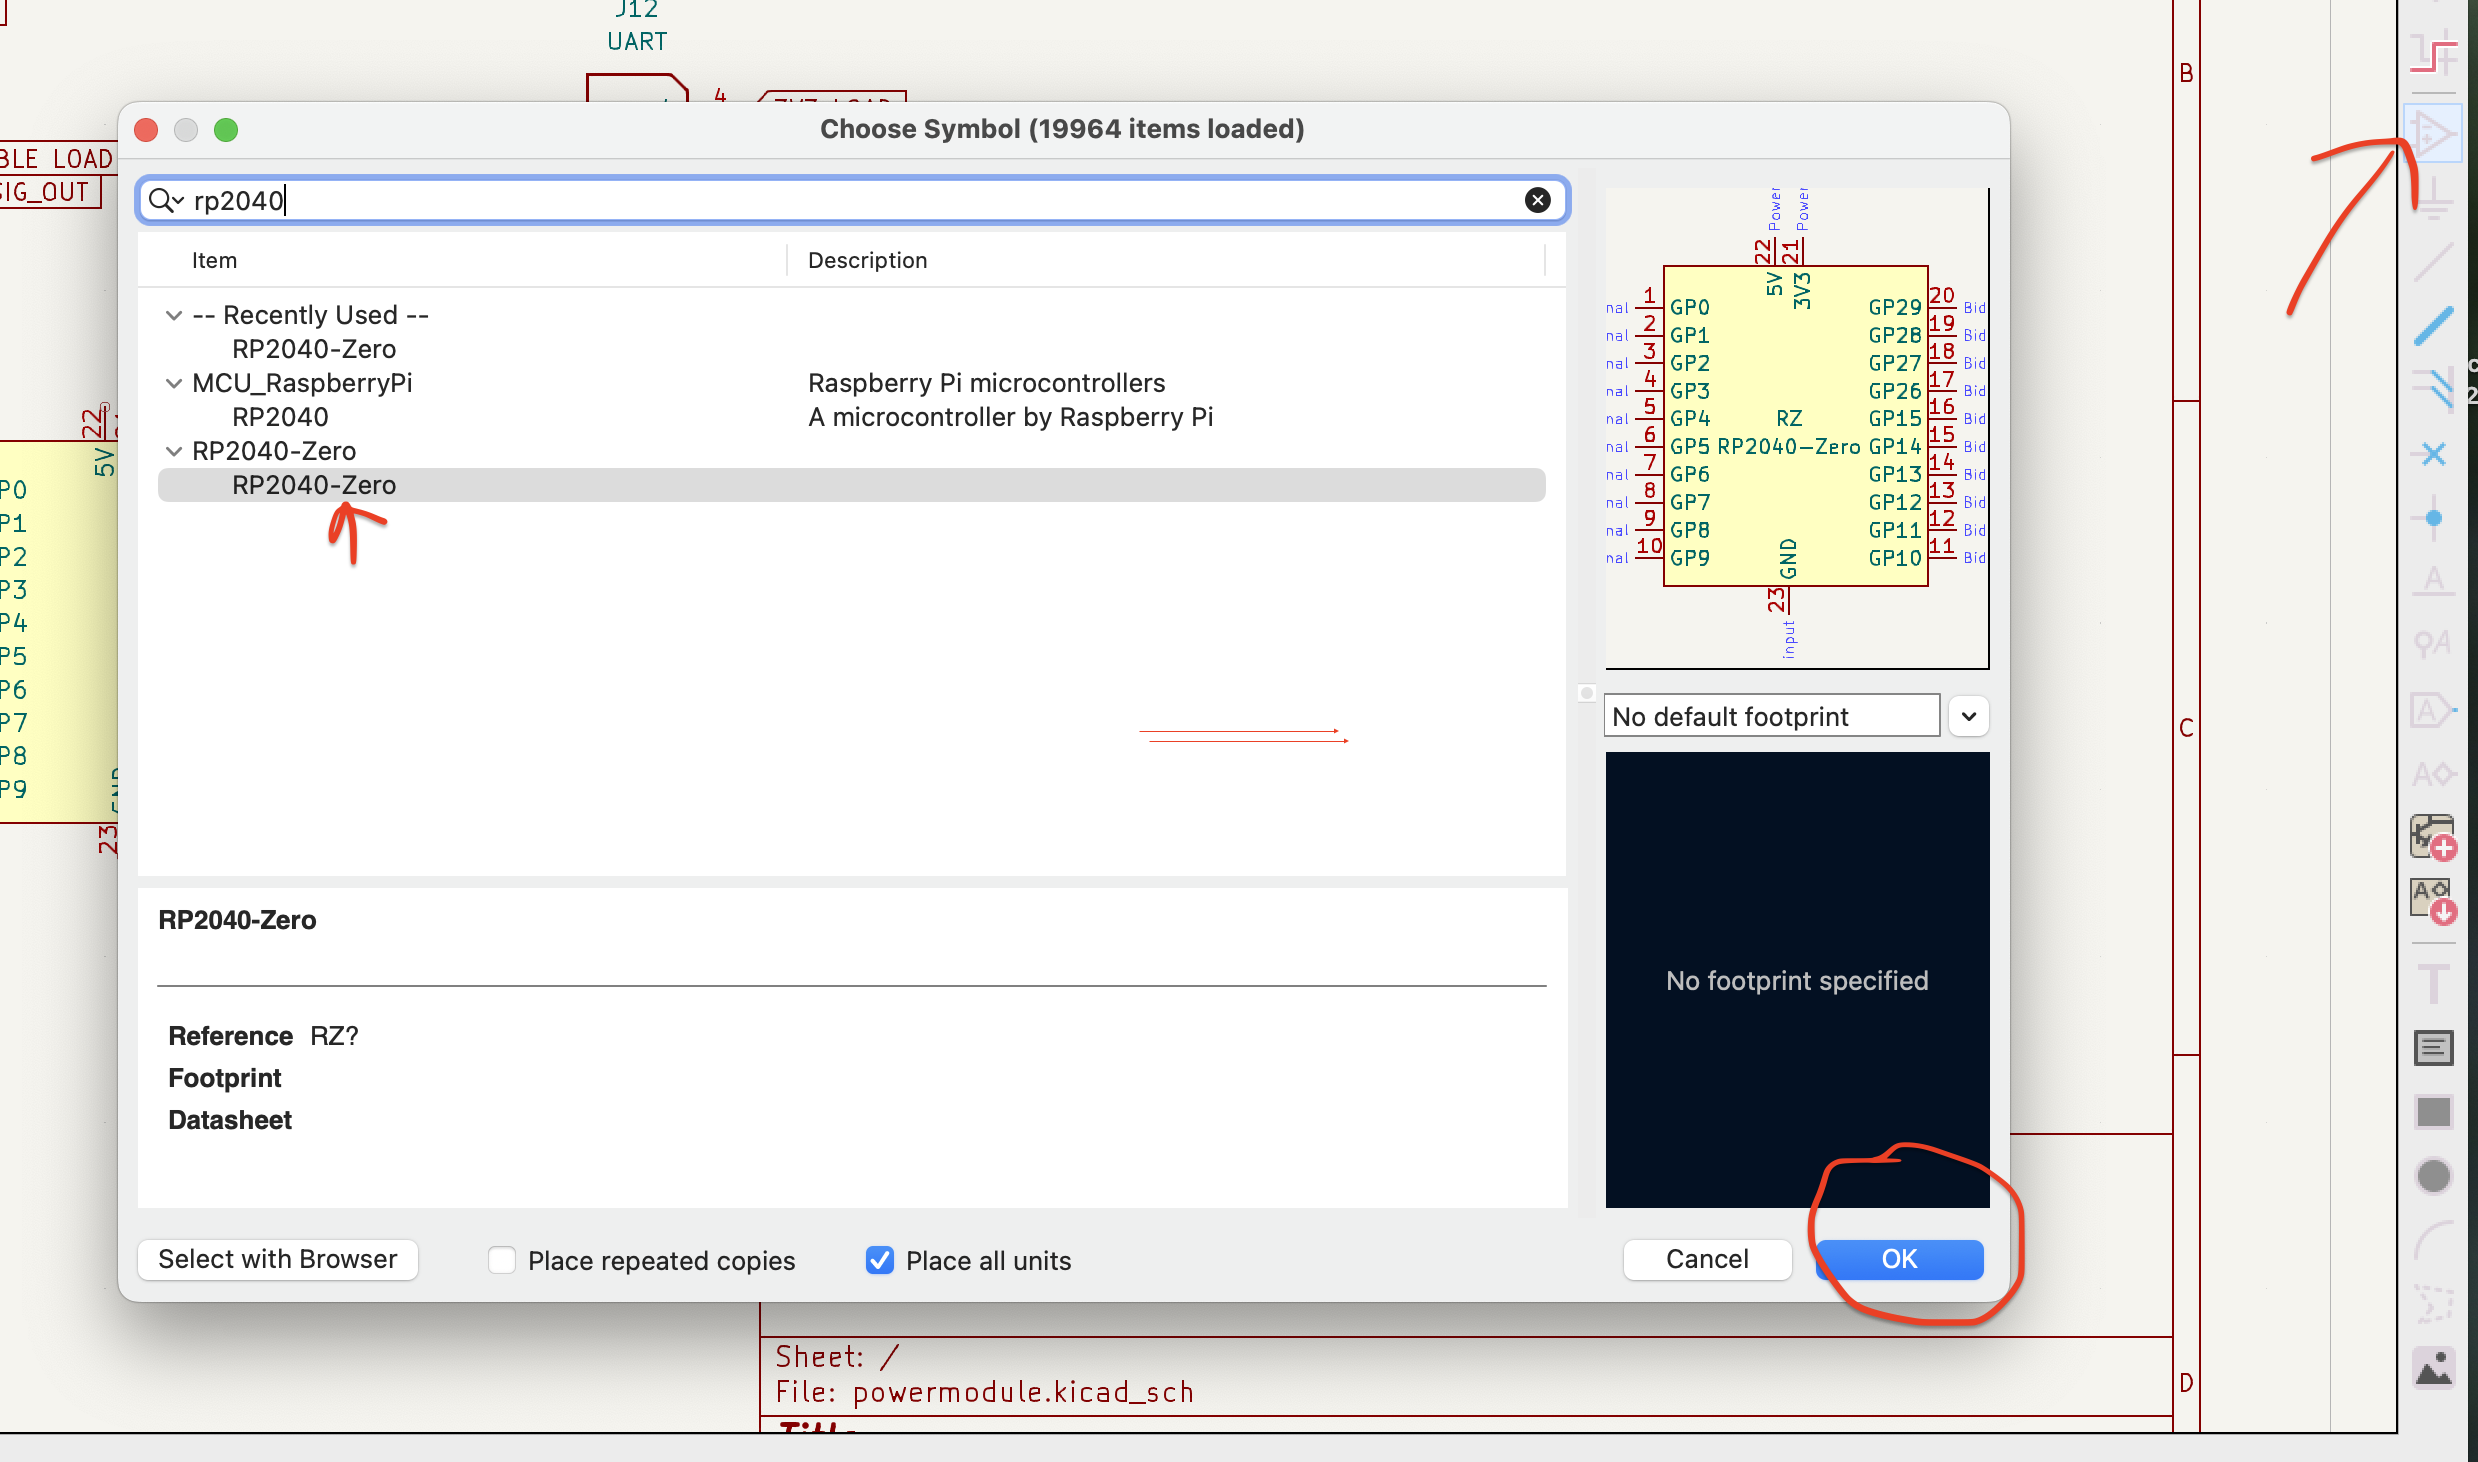 J12
UART
4
B
Choose Symbol (19964 items loaded)
BLE LOAD
SIG_OUT
rp2040
Item
Description
-- Recently Used --
RP2040-Zero
MCU_RaspberryPi
Raspberry Pi microcontrollers
RP2040
A microcontroller by Raspberry Pi
RP2040-Zero
RP2040-Zero
Power
Power
22
21
5V
3V3
1 GP0
GP29 20 Bid
2 GP1
GP28 19 Bid
3 GP2
GP27 18 Bid
4 GP3
GP26 17 Bid
5 GP4
RZ
GP15 16 Bid
6 GP5
RP2040-Zero
GP14 15 Bid
7 GP6
GP13 14 Bid
8 GP7
GP12 13 Bid
9 GP8
GP11 12 Bid
10 GP9
GP10 11 Bid
nal
nal
nal
nal
nal
nal
nal
nal
nal
nal
GND
23
input
22
5V
P0
P1
P2
P3
P4
P5
P6
P7
P8
P9
23
No default footprint
C
No footprint specified
RP2040-Zero
Reference RZ?
Footprint
Datasheet
Select with Browser
Place repeated copies
Place all units
Cancel
OK
Sheet: /
File: powermodule.kicad_sch
D
A
A
A
A
A
T